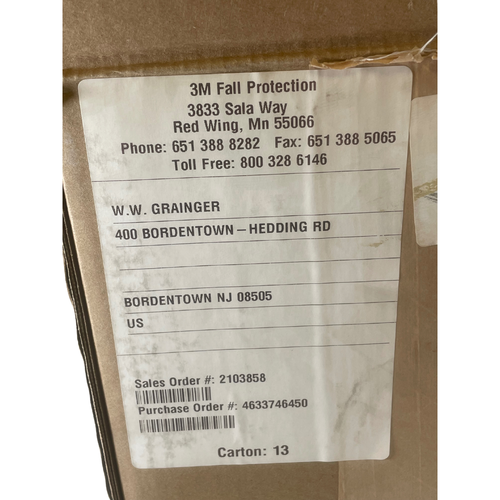 3M Fall Protection
3833 Sala Way
Red Wing, Mn 55066
Phone: 651 388 8282 Fax: 651 388 5065
Toll Free: 800 328 6146
W.W. GRAINGER
400 BORDENTOWN – HEDDING RD
BORDENTOWN NJ 08505
US
Sales Order #: 2103858
Purchase Order #: 4633746450
Carton: 13